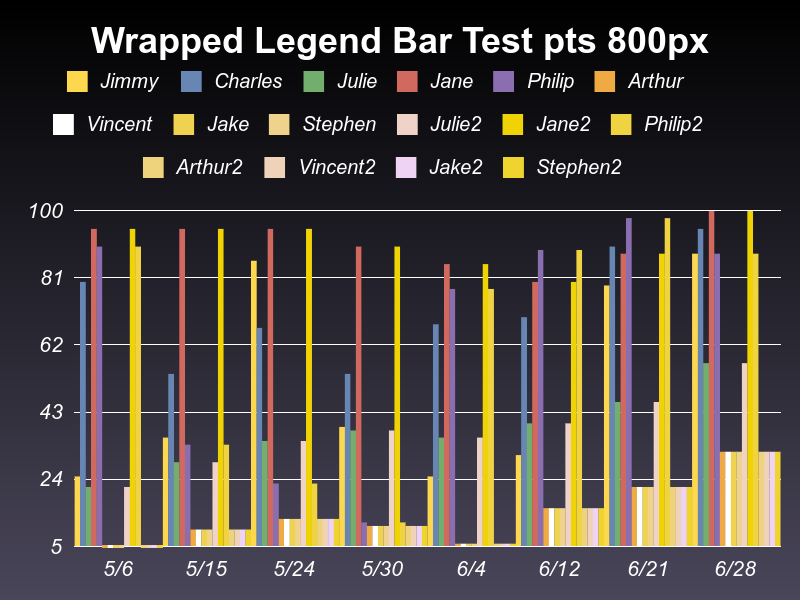 Wrapped Legend Bar Test pts 800px
Jimmy Charles Julie Jane Philip Arthur
Vincent Jake Stephen Julie2 Jane2 Philip2
Arthur2 Vincent2 Jake2 Stephen2
100
81
62
43
24
5
5/6 5/15 5/24 5/30 6/4 6/12 6/21 6/28